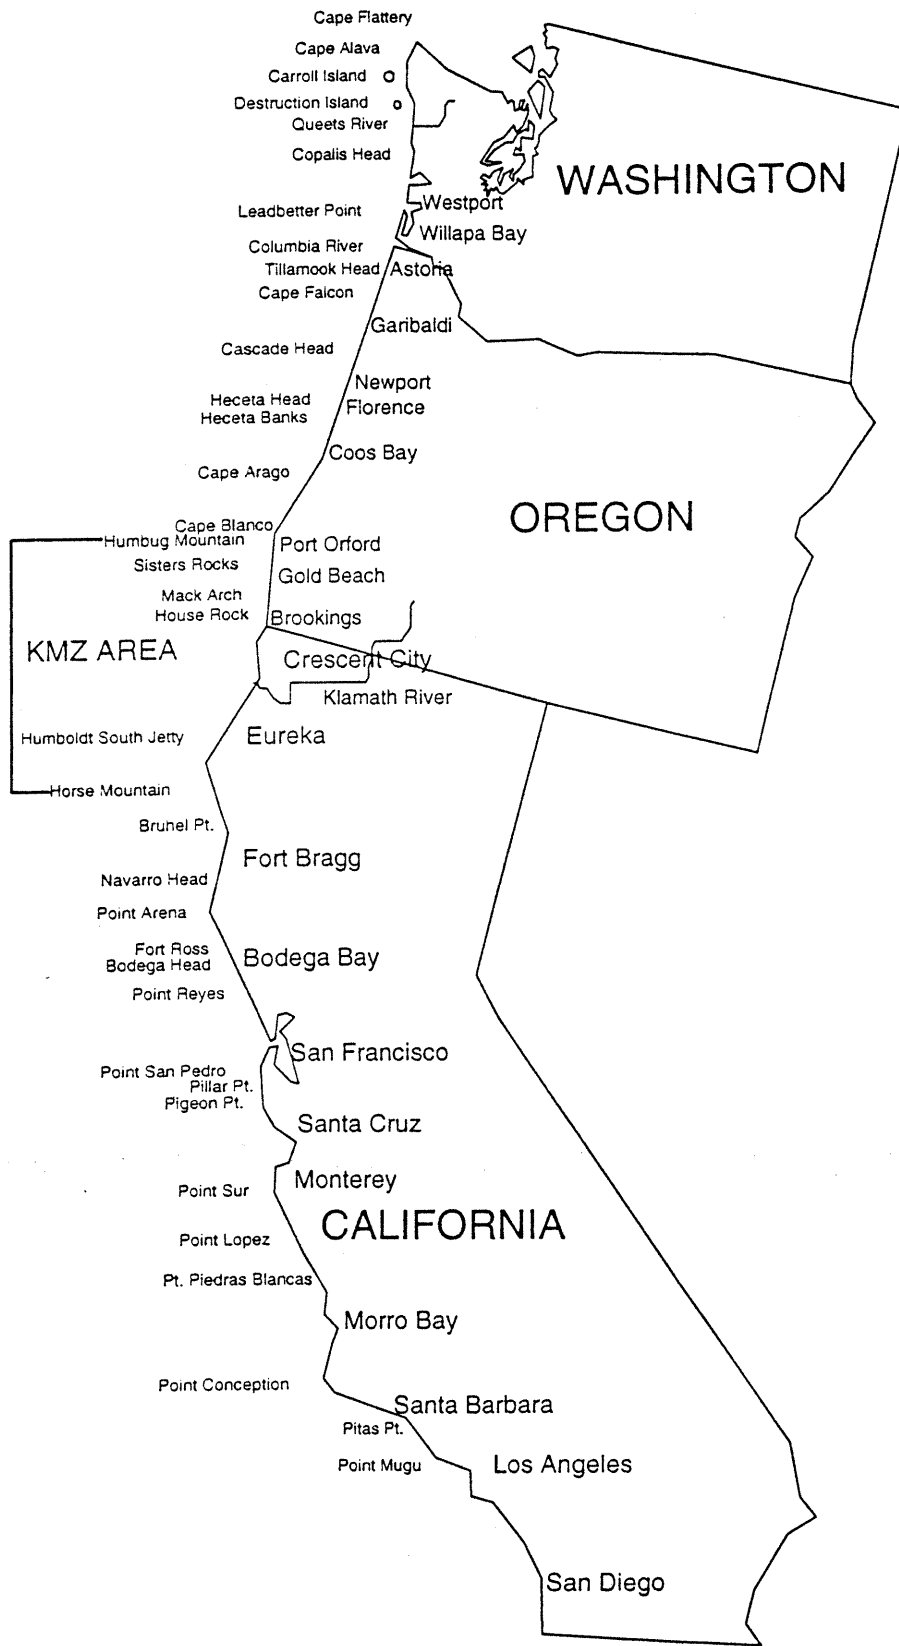 Cape Flattery
Cape Alava
Carroll Island
Destruction Island
Queets River
Copalis Head
WASHINGTON
Westport
Leadbetter Point
Willapa Bay
Columbia River
Tillamook Head
Astoria
Cape Falcon
Garibaldi
Cascade Head
Newport
Heceta Head
Florence
Heceta Banks
Coos Bay
Cape Arago
OREGON
Cape Blanco
Humbug Mountain
Port Orford
Sisters Rocks
Gold Beach
Mack Arch
House Rock
Brookings
KMZ AREA
Crescent City
Klamath River
Humboldt South Jetty
Eureka
Horse Mountain
Bruhel Pt.
Fort Bragg
Navarro Head
Point Arena
Fort Ross
Bodega Head
Bodega Bay
Point Reyes
San Francisco
Point San Pedro
Pillar Pt.
Pigeon Pt.
Santa Cruz
Monterey
Point Sur
CALIFORNIA
Point Lopez
Pt. Piedras Blancas
Morro Bay
Point Conception
Santa Barbara
Pitas Pt.
Point Mugu
Los Angeles
San Diego